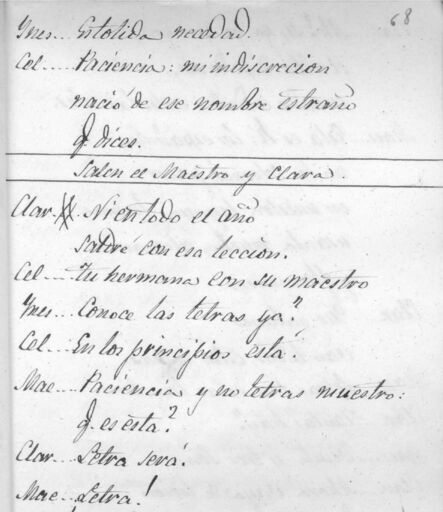 68
Ynes... Estolida necedad.
Cel.... Paciencia: mi indiscrecion
nació de ese nombre estraño
q. dices.
Salen el Maestro y Clara
Clar... Ni en todo el año
saldré con esa leccion.
Cel.... tu hermana con su maestro
Ynes... Conoce las letras ya?
Cel.... En los principios está.
Mae... Paciencia y no letras muestro:
q. es esta?
Clar... Letra será.
Mae... Letra!